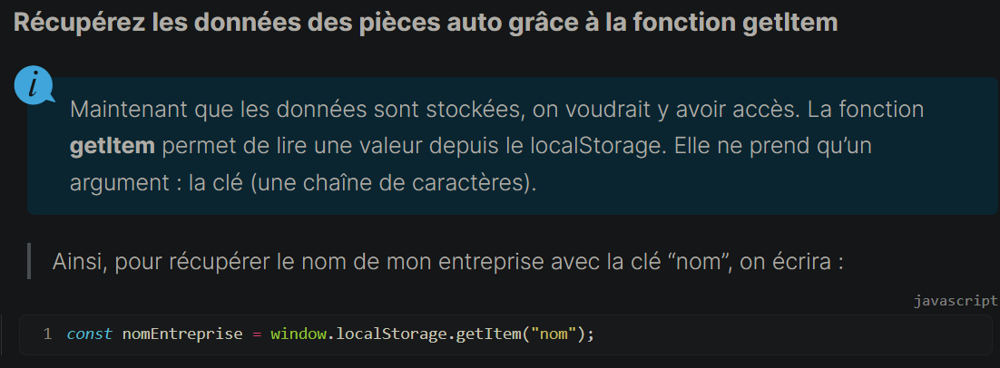 Récupérez les données des pièces auto grâce à la fonction getItem
i
Maintenant que les données sont stockées, on voudrait y avoir accès. La fonction
getItem permet de lire une valeur depuis le localStorage. Elle ne prend qu’un
argument : la clé (une chaîne de caractères).
Ainsi, pour récupérer le nom de mon entreprise avec la clé “nom”, on écrira :
javascript
1 const nomEntreprise = window.localStorage.getItem("nom");